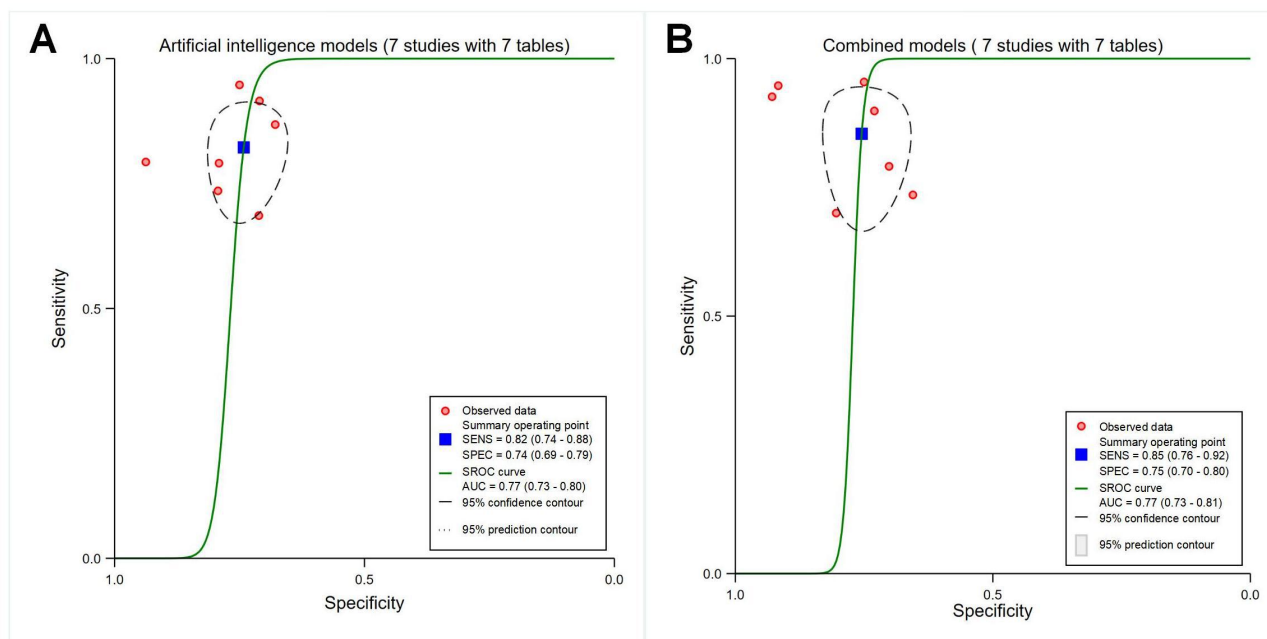 A
Artificial intelligence models (7 studies with 7 tables)
1.0
0.5
0.0
Sensitivity
1.0
0.5
0.0
Specificity
Observed data
Summary operating point
SENS = 0.82 (0.74 - 0.88)
SPEC = 0.74 (0.69 - 0.79)
SROC curve
AUC = 0.77 (0.73 - 0.80)
95% confidence contour
95% prediction contour
B
Combined models ( 7 studies with 7 tables)
1.0
0.5
0.0
Sensitivity
1.0
0.5
0.0
Specificity
Observed data
Summary operating point
SENS = 0.85 (0.76 - 0.92)
SPEC = 0.75 (0.70 - 0.80)
SROC curve
AUC = 0.77 (0.73 - 0.81)
95% confidence contour
95% prediction contour